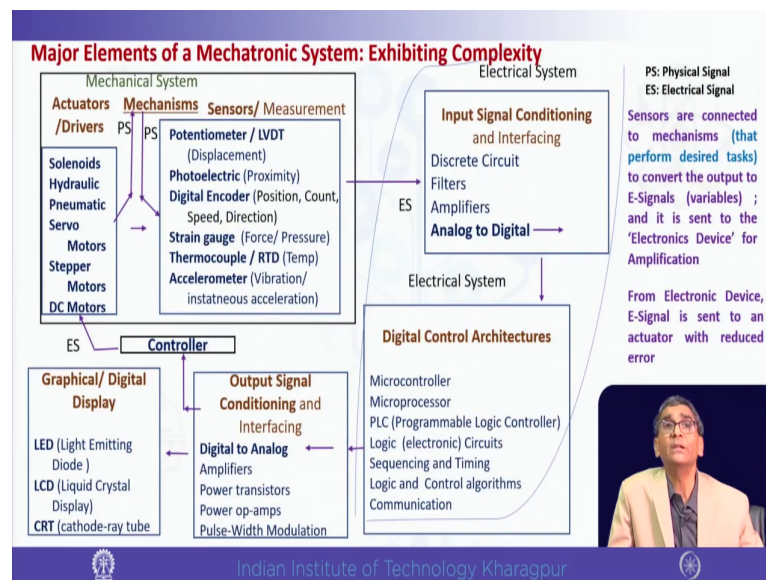 Major Elements of a Mechatronic System: Exhibiting Complexity
Mechanical System
Actuators
/Drivers
Mechanisms
Sensors/ Measurement
PS
PS
Solenoids
Hydraulic
Pneumatic
Servo
Motors
Stepper
Motors
DC Motors
Potentiometer / LVDT
(Displacement)
Photoelectric (Proximity)
Digital Encoder (Position, Count,
Speed, Direction)
Strain gauge (Force/ Pressure)
Thermocouple / RTD (Temp)
Accelerometer (Vibration/
instatneous acceleration)
ES
Electrical System
Input Signal Conditioning
and Interfacing
Discrete Circuit
Filters
Amplifiers
Analog to Digital
Electrical System
Digital Control Architectures
Microcontroller
Microprocessor
PLC (Programmable Logic Controller)
Logic (electronic) Circuits
Sequencing and Timing
Logic and Control algorithms
Communication
ES
Controller
Output Signal
Conditioning and
Interfacing
Digital to Analog
Amplifiers
Power transistors
Power op-amps
Pulse-Width Modulation
Graphical/ Digital
Display
LED (Light Emitting
Diode )
LCD (Liquid Crystal
Display)
CRT (cathode-ray tube
PS: Physical Signal
ES: Electrical Signal
Sensors are connected
to mechanisms (that
perform desired tasks)
to convert the output to
E-Signals (variables) ;
and it is sent to the
'Electronics Device' for
Amplification
From Electronic Device,
E-Signal is sent to an
actuator with reduced
error
Indian Institute of Technology Kharagpur